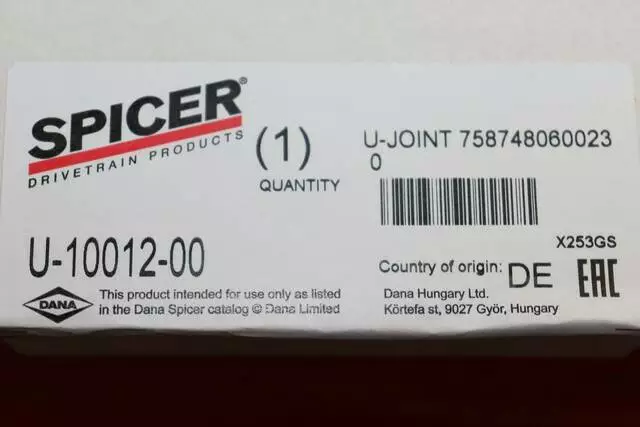 SPICER®
DRIVETRAIN PRODUCTS
(1)
QUANTITY
U-JOINT 758748060023
0
X253GS
U-10012-00
Country of origin: DE EAC
DANA
This product intended for use only as listed
in the Dana Spicer catalog © Dana Limited
Dana Hungary Ltd.
Körtefa st, 9027 Győr, Hungary